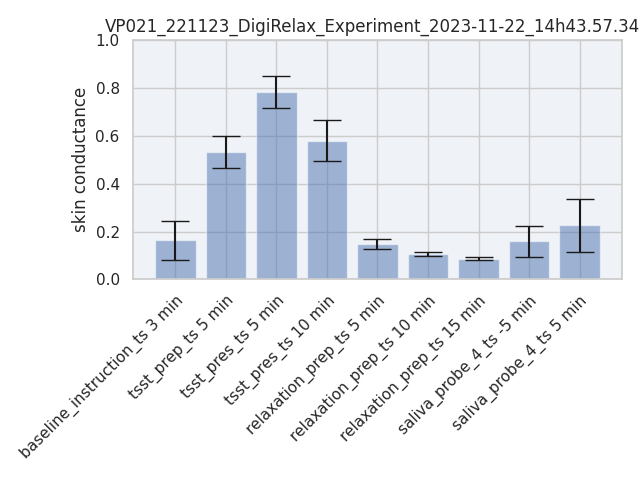 VP021_221123_DigiRelax_Experiment_2023-11-22_14h43.57.34
1.0
0.8
0.6
0.4
0.2
0.0
skin conductance
baseline_instruction_ts 3 min
tsst_prep_ts 5 min
tsst_pres_ts 5 min
tsst_pres_ts 10 min
relaxation_prep_ts 5 min
relaxation_prep_ts 10 min
relaxation_prep_ts 15 min
saliva_probe_4_ts -5 min
saliva_probe_4_ts 5 min